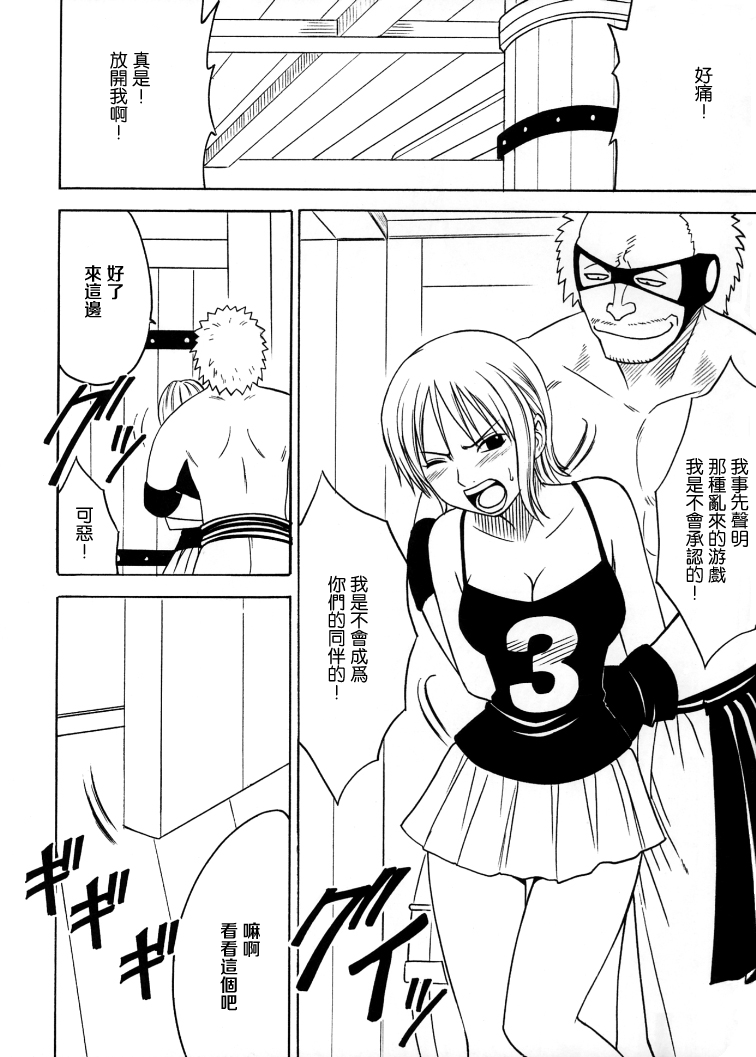 好痛！
真是！
放開我啊！
我事先聲明
那種亂來的游戲
我是不會承認的！
3
我是不會成爲
你們的同伴的！
グイ
好了
來這邊
グッ
可惡！
嘛啊
看看這個吧
ギ
ギ
ギ